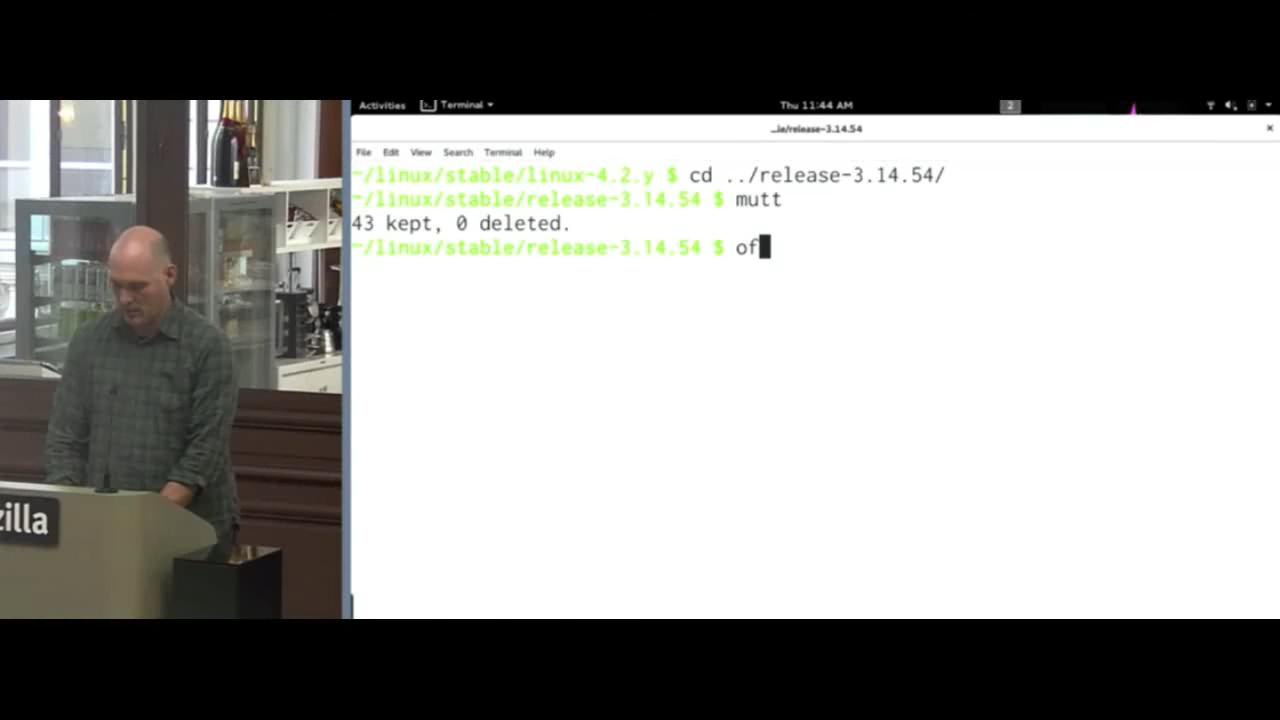 Activities Terminal Thu 11:44 AM 2
…ie/release-3.14.54 ×
File Edit View Search Terminal Help
~/linux/stable/linux-4.2.y $ cd ../release-3.14.54/
~/linux/stable/release-3.14.54 $ mutt
43 kept, 0 deleted.
~/linux/stable/release-3.14.54 $ of
zilla